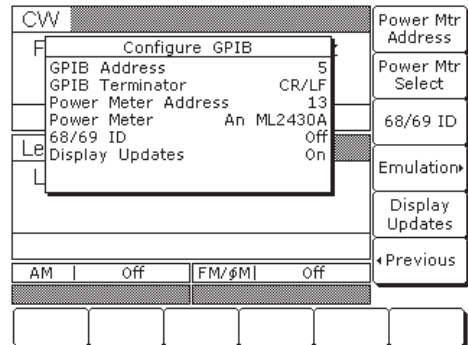 CW
F
z
Configure GPIB
GPIB Address 5
GPIB Terminator CR/LF
Power Meter Address 13
Power Meter An ML2430A
68/69 ID Off
Display Updates On
Le
L
AM | Off FM/ϕM| Off
Power Mtr
Address
Power Mtr
Select
68/69 ID
Emulation▸
Display
Updates
◂Previous